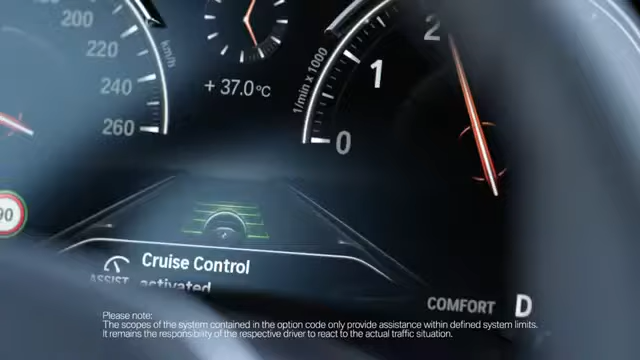 200
220
240
260
km/h
+ 37.0°C
1/min x 1000
0
1
2
90
Cruise Control
ASSIST activated
COMFORT D
Please note:
The scopes of the system contained in the option code only provide assistance within defined system limits.
It remains the responsibility of the respective driver to react to the actual traffic situation.